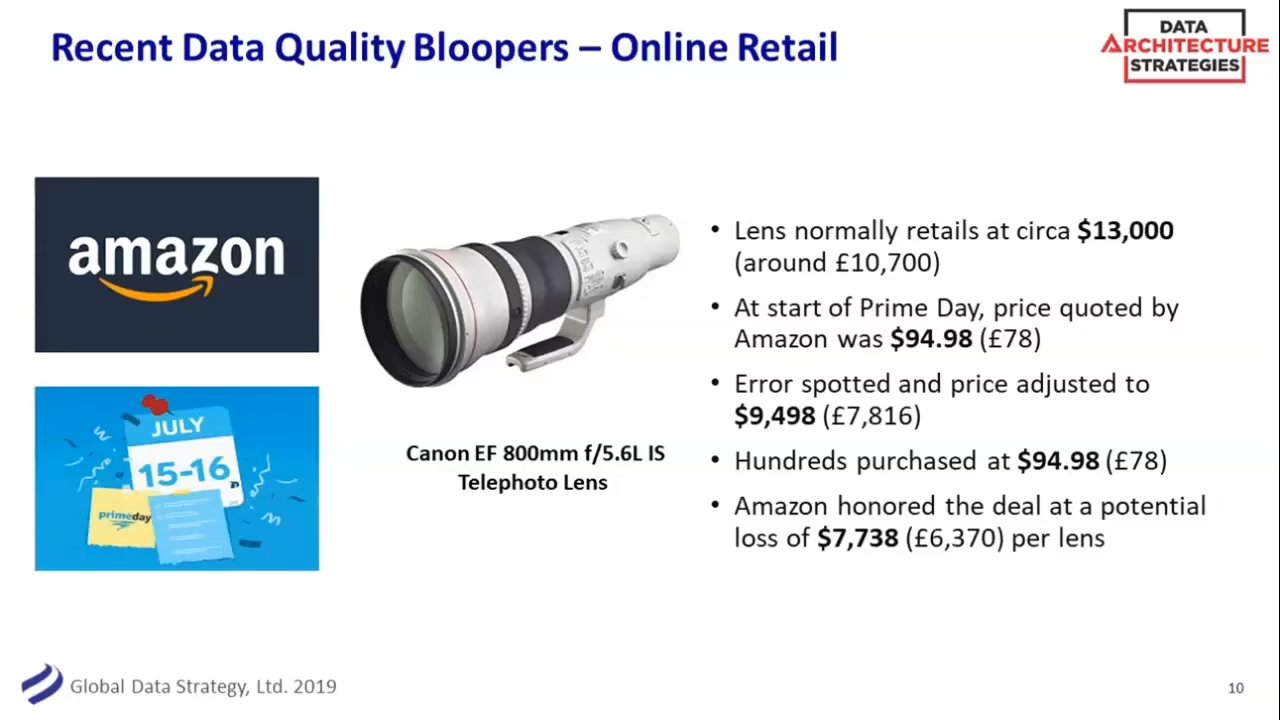 Recent Data Quality Bloopers – Online Retail
DATA
ARCHITECTURE
STRATEGIES
amazon
JULY
15-16
primeday
Canon EF 800mm f/5.6L IS
Telephoto Lens
• Lens normally retails at circa $13,000
(around £10,700)
• At start of Prime Day, price quoted by
Amazon was $94.98 (£78)
• Error spotted and price adjusted to
$9,498 (£7,816)
• Hundreds purchased at $94.98 (£78)
• Amazon honored the deal at a potential
loss of $7,738 (£6,370) per lens
Global Data Strategy, Ltd. 2019
10